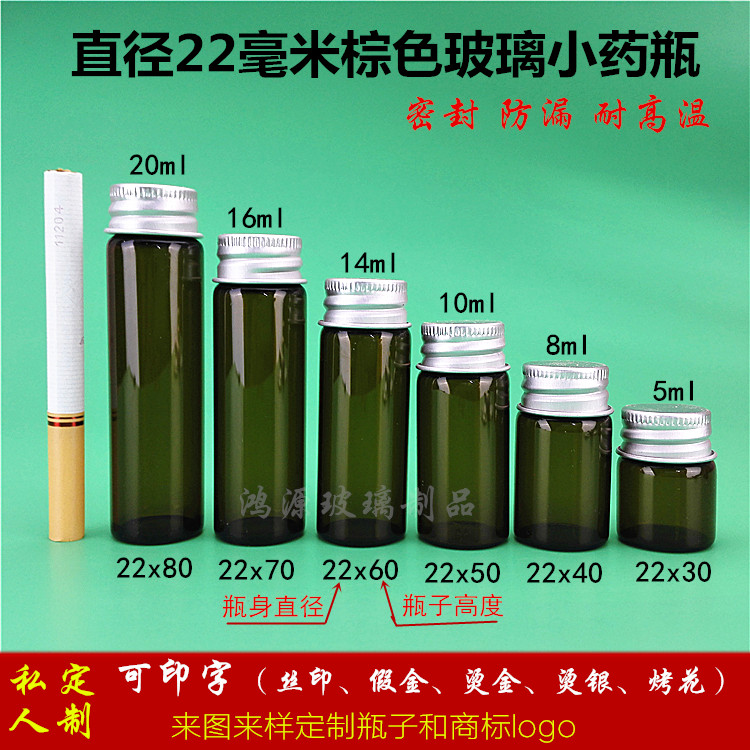 直径22毫米棕色玻璃小药瓶
密封 防漏 耐高温
20ml
16ml
14ml
10ml
8ml
5ml
11204
鸿源玻璃制品
22x80
22x70
22x60
22x50
22x40
22x30
瓶身直径
瓶子高度
私人定制
可印字（丝印、假金、烫金、烫银、烤花）
来图来样定制瓶子和商标logo